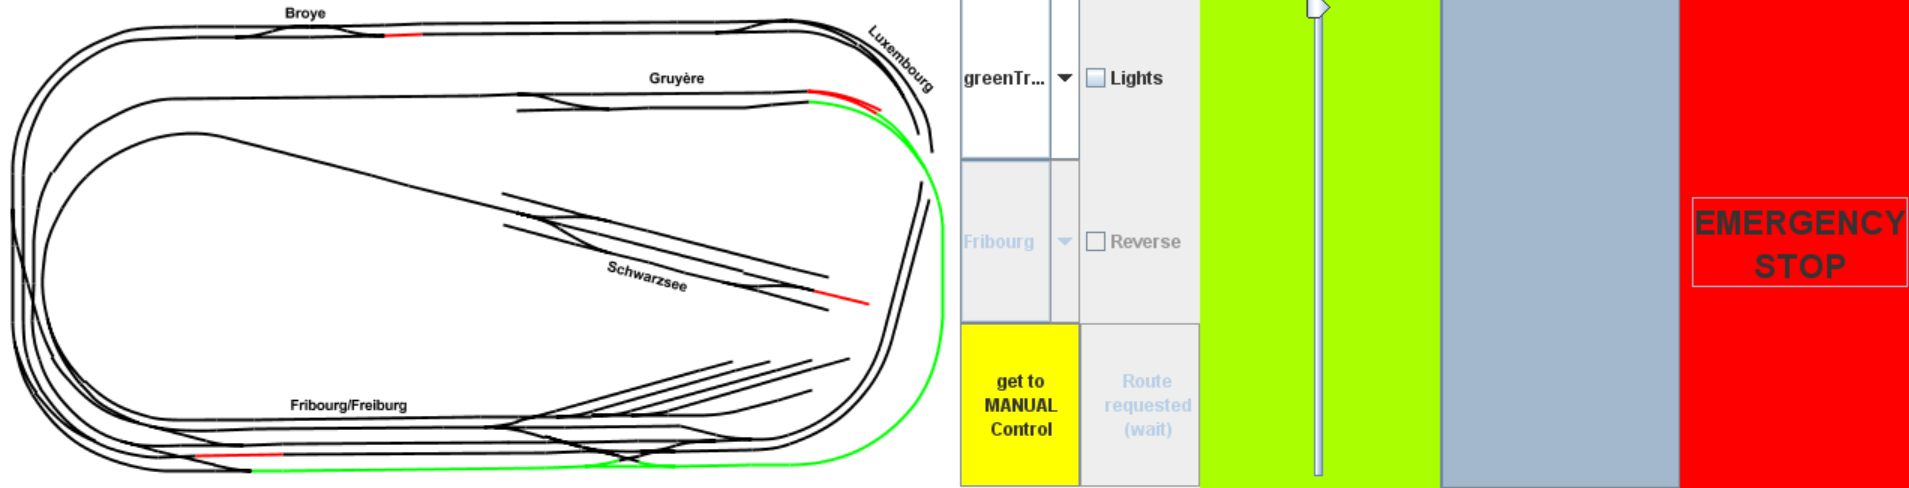 Broye
Luxembourg
Gruyère
Schwarzsee
Fribourg/Freiburg
greenTr...
Lights
Fribourg
Reverse
get to
MANUAL
Control
Route
requested
(wait)
EMERGENCY
STOP